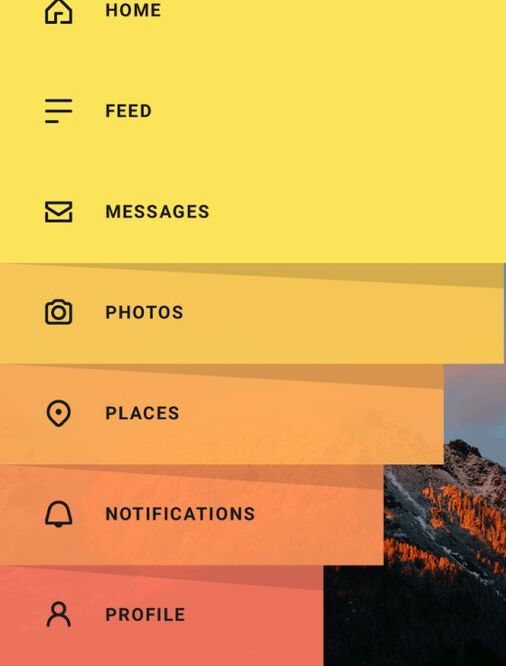 HOME
FEED
MESSAGES
PHOTOS
PLACES
NOTIFICATIONS
PROFILE